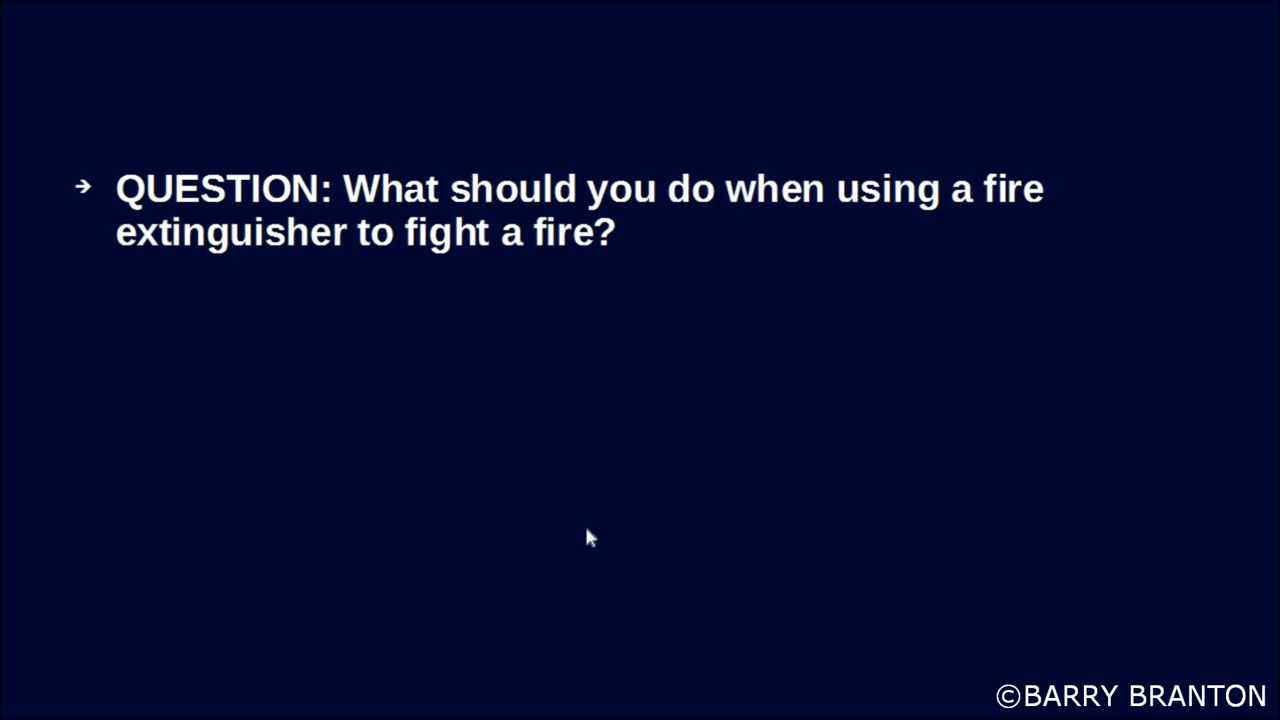 ➔ QUESTION: What should you do when using a fire
extinguisher to fight a fire?
©BARRY BRANTON